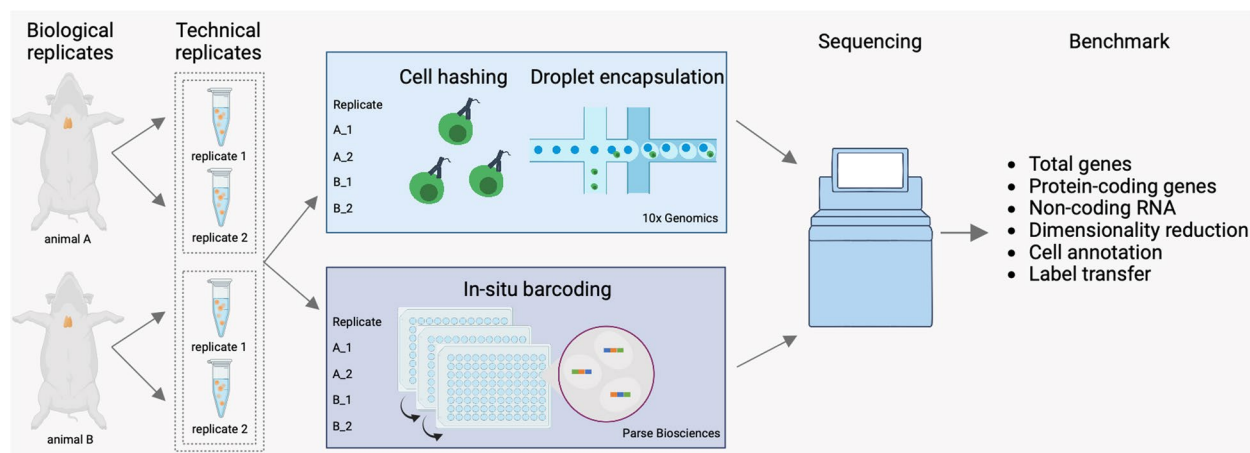 Biological
replicates
Technical
replicates
Sequencing
Benchmark
replicate 1
replicate 2
animal A
replicate 1
replicate 2
animal B
Cell hashing
Droplet encapsulation
Replicate
A_1
A_2
B_1
B_2
10x Genomics
In-situ barcoding
Replicate
A_1
A_2
B_1
B_2
Parse Biosciences
• Total genes
• Protein-coding genes
• Non-coding RNA
• Dimensionality reduction
• Cell annotation
• Label transfer